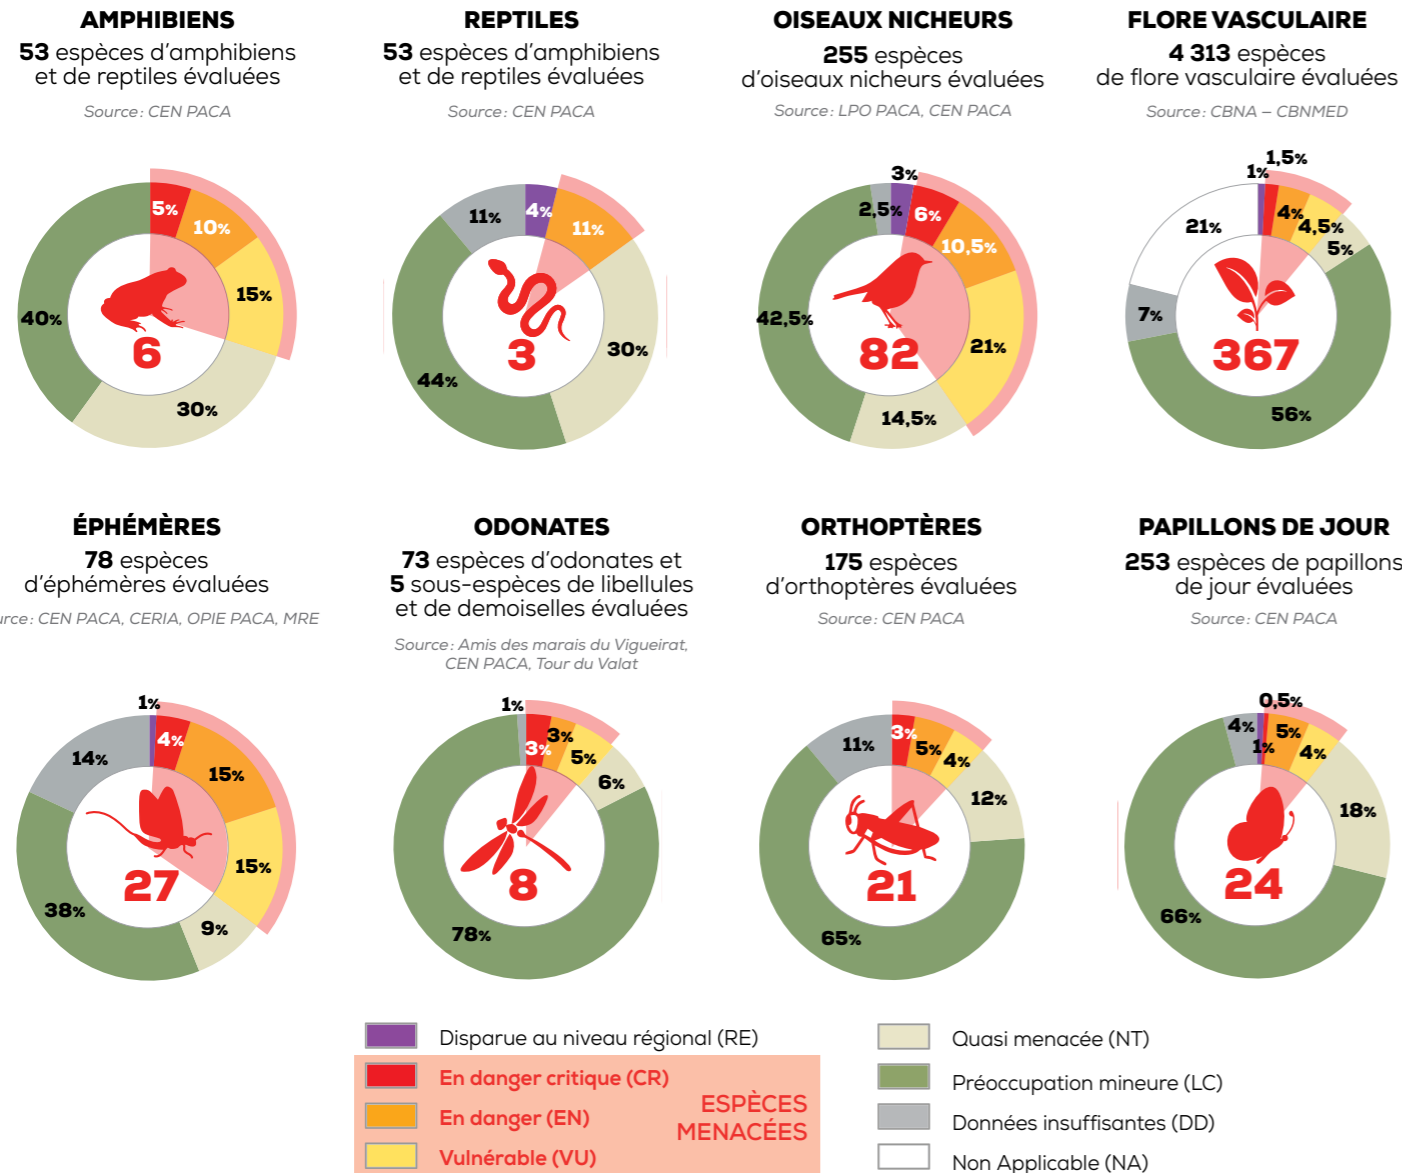 AMPHIBIENS
53 espèces d'amphibiens
et de reptiles évaluées
Source : CEN PACA
5%
10%
15%
30%
40%
6
REPTILES
53 espèces d'amphibiens
et de reptiles évaluées
Source : CEN PACA
4%
11%
30%
44%
11%
3
OISEAUX NICHEURS
255 espèces
d'oiseaux nicheurs évaluées
Source : LPO PACA, CEN PACA
3%
6%
10,5%
21%
14,5%
42,5%
2,5%
82
FLORE VASCULAIRE
4 313 espèces
de flore vasculaire évaluées
Source : CBNA – CBNMED
1%
1,5%
4%
4,5%
5%
56%
7%
21%
367
ÉPHÉMÈRES
78 espèces
d'éphémères évaluées
urce : CEN PACA, CERIA, OPIE PACA, MRE
1%
4%
15%
15%
9%
38%
14%
27
ODONATES
73 espèces d'odonates et
5 sous-espèces de libellules
et de demoiselles évaluées
Source : Amis des marais du Vigueirat,
CEN PACA, Tour du Valat
1%
3%
3%
5%
6%
78%
8
ORTHOPTÈRES
175 espèces
d'orthoptères évaluées
Source : CEN PACA
3%
5%
4%
12%
65%
11%
21
PAPILLONS DE JOUR
253 espèces de papillons
de jour évaluées
Source : CEN PACA
0,5%
1%
5%
4%
18%
66%
4%
24
Disparue au niveau régional (RE)
En danger critique (CR)
En danger (EN)
Vulnérable (VU)
ESPÈCES
MENACÉES
Quasi menacée (NT)
Préoccupation mineure (LC)
Données insuffisantes (DD)
Non Applicable (NA)